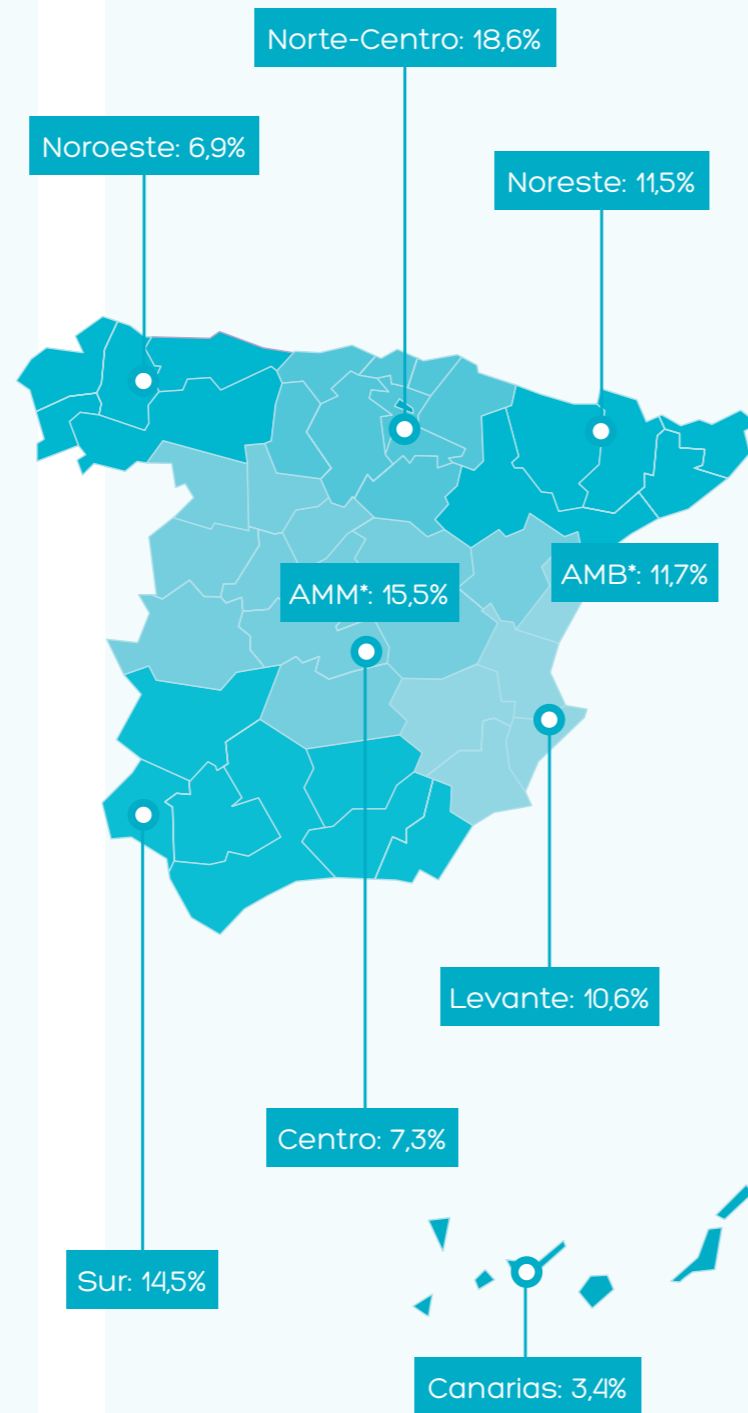 Norte-Centro: 18,6%
Noroeste: 6,9%
Noreste: 11,5%
AMB*: 11,7%
AMM*: 15,5%
Levante: 10,6%
Centro: 7,3%
Sur: 14,5%
Canarias: 3,4%